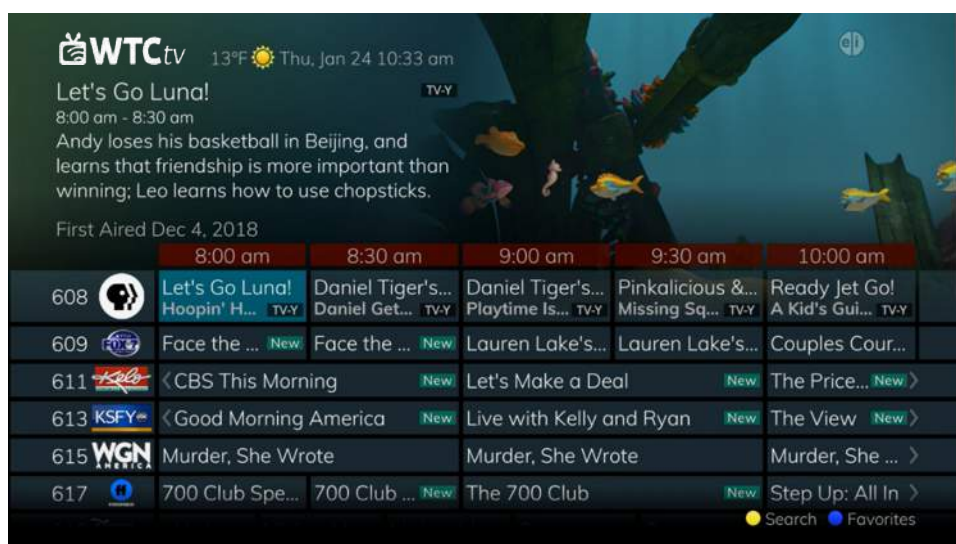 WTCtv 13°F Thu, Jan 24 10:33 am
Let's Go Luna! TV-Y
8:00 am - 8:30 am
Andy loses his basketball in Beijing, and
learns that friendship is more important than
winning; Leo learns how to use chopsticks.
First Aired Dec 4, 2018
8:00 am 8:30 am 9:00 am 9:30 am 10:00 am
608 Let's Go Luna! Daniel Tiger's... Daniel Tiger's... Pinkalicious &... Ready Jet Go!
Hoopin' H... TV-Y Daniel Get... TV-Y Playtime Is... TV-Y Missing Sq... TV-Y A Kid's Gui... TV-Y
609 FOX Face the ... New Face the ... New Lauren Lake's... Lauren Lake's... Couples Cour...
611 Kelo CBS This Morning New Let's Make a Deal New The Price... New
613 KSFY Good Morning America New Live with Kelly and Ryan New The View New
615 WGN AMERICA Murder, She Wrote Murder, She Wrote Murder, She ...
617 H 700 Club Spe... 700 Club ... New The 700 Club New Step Up: All In
Search Favorites